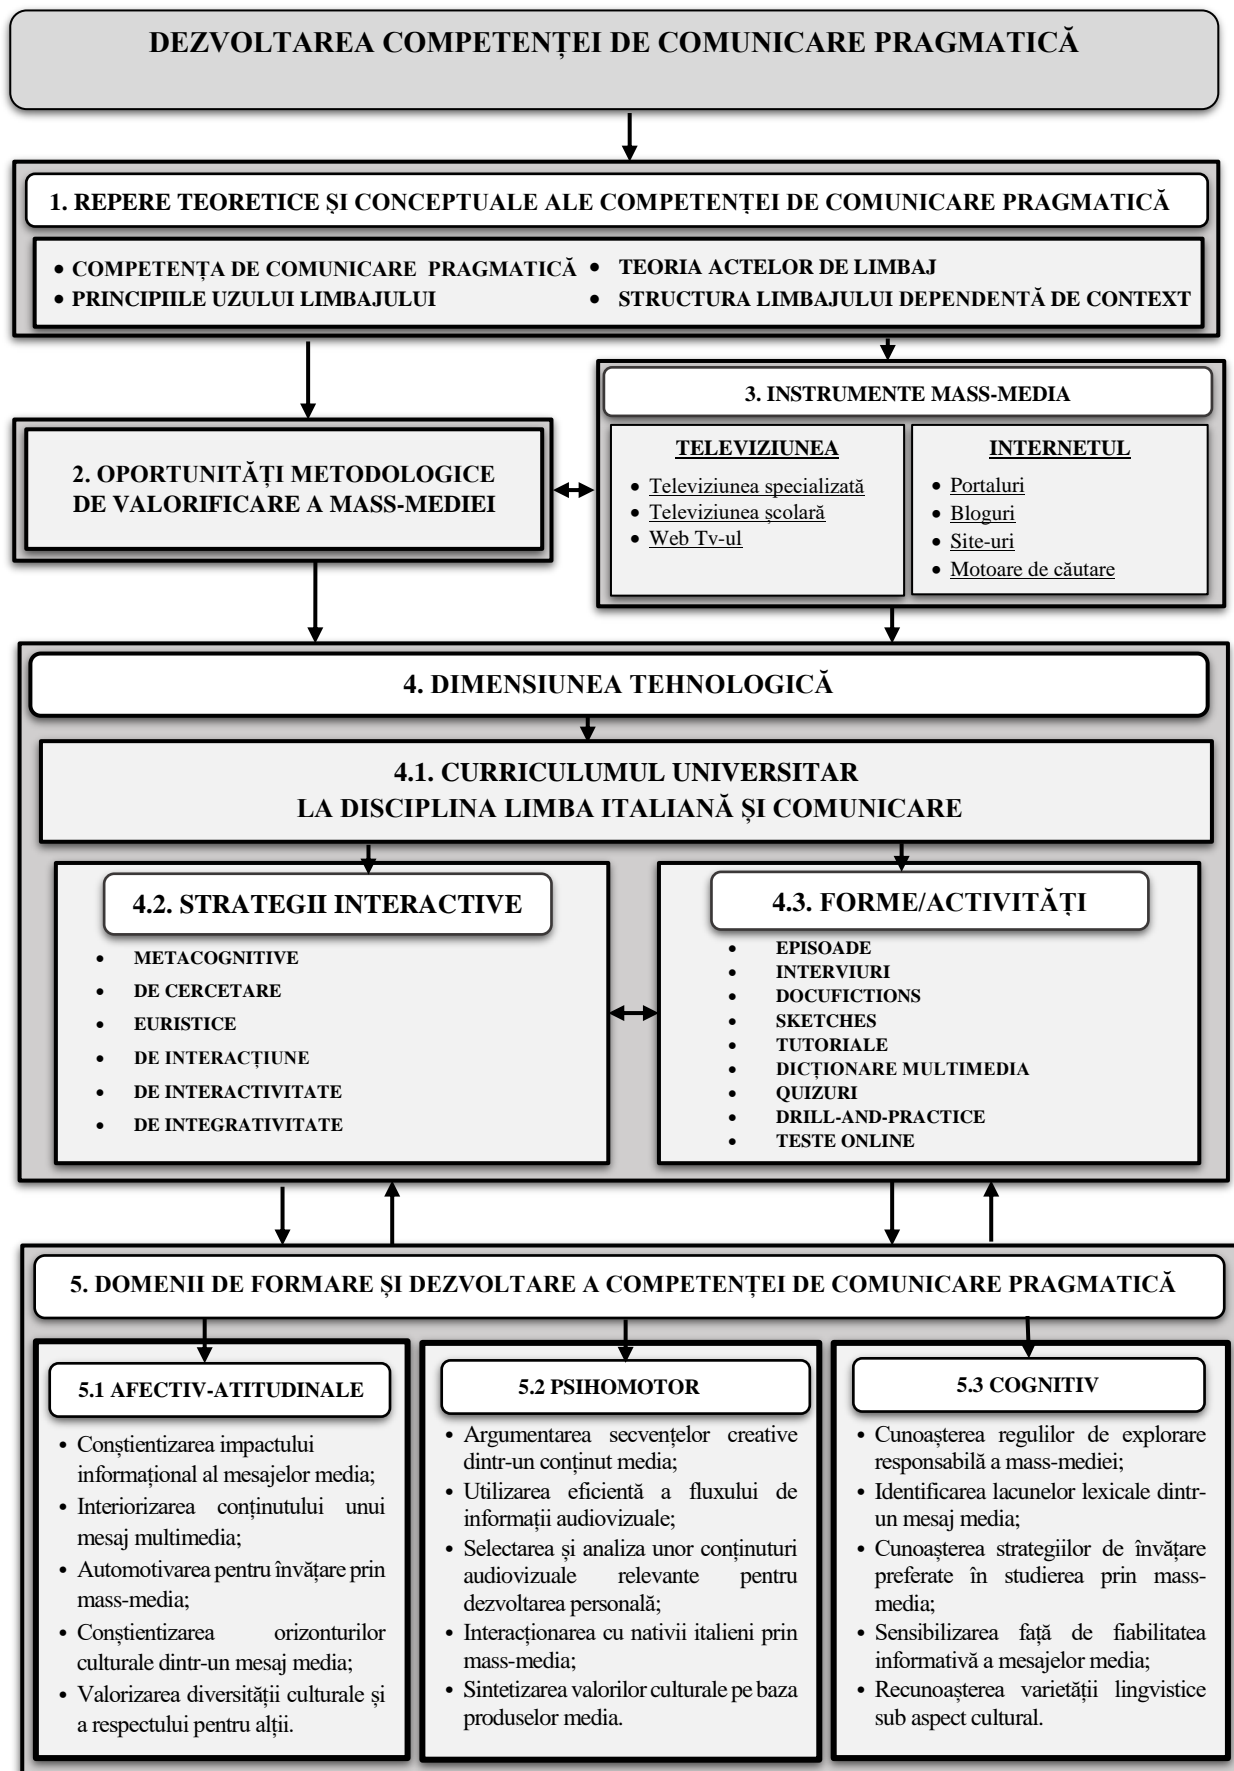 DEZVOLTAREA COMPETENȚEI DE COMUNICARE PRAGMATICĂ
1. REPERE TEORETICE ȘI CONCEPTUALE ALE COMPETENȚEI DE COMUNICARE PRAGMATICĂ
• COMPETENȚA DE COMUNICARE PRAGMATICĂ
• PRINCIPIILE UZULUI LIMBAJULUI
• TEORIA ACTELOR DE LIMBAJ
• STRUCTURA LIMBAJULUI DEPENDENTĂ DE CONTEXT
2. OPORTUNITĂȚI METODOLOGICE
DE VALORIFICARE A MASS-MEDIEI
3. INSTRUMENTE MASS-MEDIA
TELEVIZIUNEA
• Televiziunea specializată
• Televiziunea școlară
• Web Tv-ul
INTERNETUL
• Portaluri
• Bloguri
• Site-uri
• Motoare de căutare
4. DIMENSIUNEA TEHNOLOGICĂ
4.1. CURRICULUMUL UNIVERSITAR
LA DISCIPLINA LIMBA ITALIANĂ ȘI COMUNICARE
4.2. STRATEGII INTERACTIVE
• METACOGNITIVE
• DE CERCETARE
• EURISTICE
• DE INTERACȚIUNE
• DE INTERACTIVITATE
• DE INTEGRATIVITATE
4.3. FORME/ACTIVITĂȚI
• EPISOADE
• INTERVIURI
• DOCUFICTIONS
• SKETCHES
• TUTORIALE
• DICȚIONARE MULTIMEDIA
• QUIZURI
• DRILL-AND-PRACTICE
• TESTE ONLINE
5. DOMENII DE FORMARE ȘI DEZVOLTARE A COMPETENȚEI DE COMUNICARE PRAGMATICĂ
5.1 AFECTIV-ATITUDINALE
• Conștientizarea impactului
informațional al mesajelor media;
• Interiorizarea conținutului unui
mesaj multimedia;
• Automotivarea pentru învățare prin
mass-media;
• Conștientizarea orizonturilor
culturale dintr-un mesaj media;
• Valorizarea diversității culturale și
a respectului pentru alții.
5.2 PSIHOMOTOR
• Argumentarea secvențelor creative
dintr-un conținut media;
• Utilizarea eficientă a fluxului de
informații audiovizuale;
• Selectarea și analiza unor conținuturi
audiovizuale relevante pentru
dezvoltarea personală;
• Interacționarea cu nativii italieni prin
mass-media;
• Sintetizarea valorilor culturale pe baza
produselor media.
5.3 COGNITIV
• Cunoașterea regulilor de explorare
responsabilă a mass-mediei;
• Identificarea lacunelor lexicale dintr-
un mesaj media;
• Cunoașterea strategiilor de învățare
preferate în studierea prin mass-
media;
• Sensibilizarea față de fiabilitatea
informativă a mesajelor media;
• Recunoașterea varietății lingvistice
sub aspect cultural.